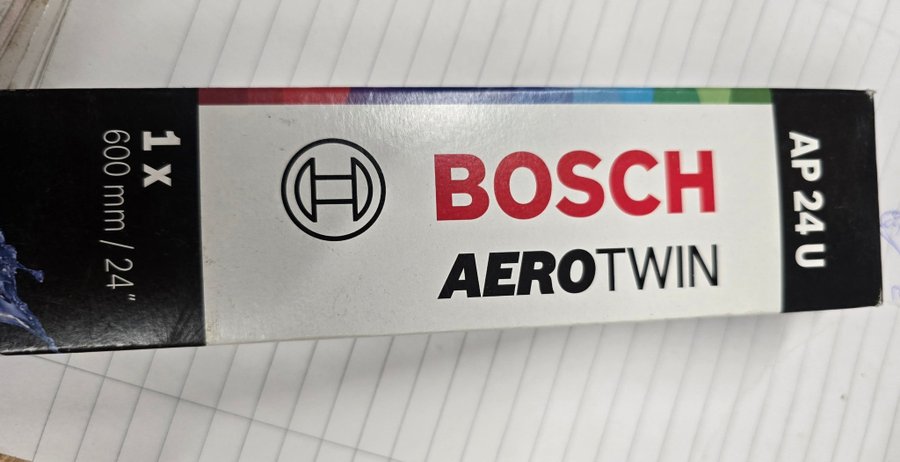 1 x
600 mm / 24"
BOSCH
AEROTWIN
AP 24 U